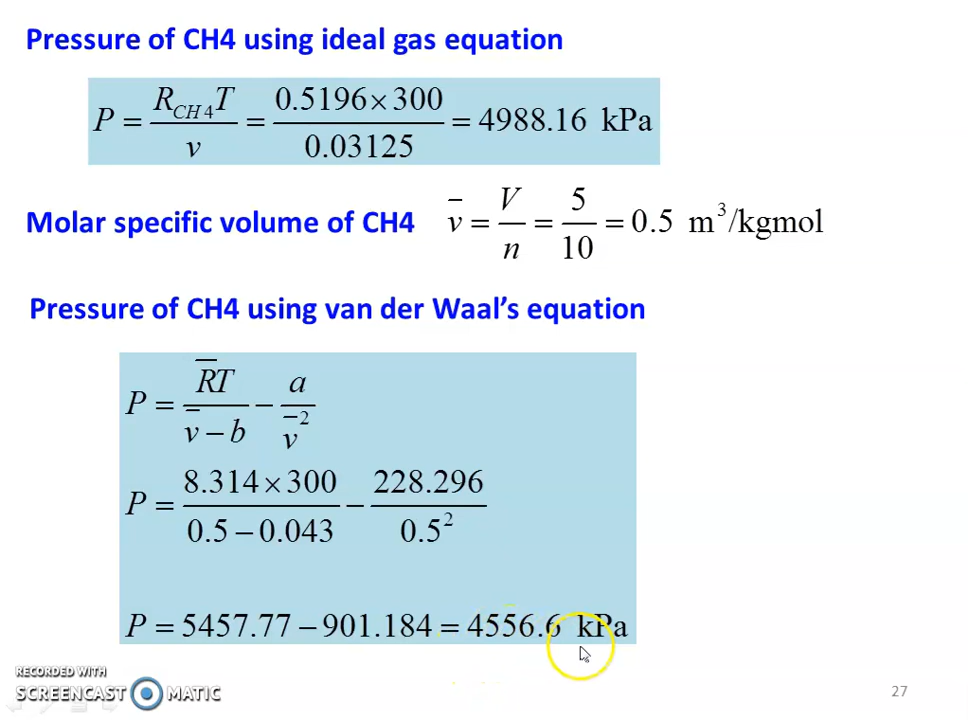 Pressure of CH4 using ideal gas equation
P = R_CH4 T / v = 0.5196 × 300 / 0.03125 = 4988.16 kPa
Molar specific volume of CH4 v̄ = V / n = 5 / 10 = 0.5 m³/kgmol
Pressure of CH4 using van der Waal's equation
P = R̄T / v̄ − b − a / v̄²
P = 8.314 × 300 / 0.5 − 0.043 − 228.296 / 0.5²
P = 5457.77 − 901.184 = 4556.6 kPa
RECORDED WITH
SCREENCAST MATIC
27